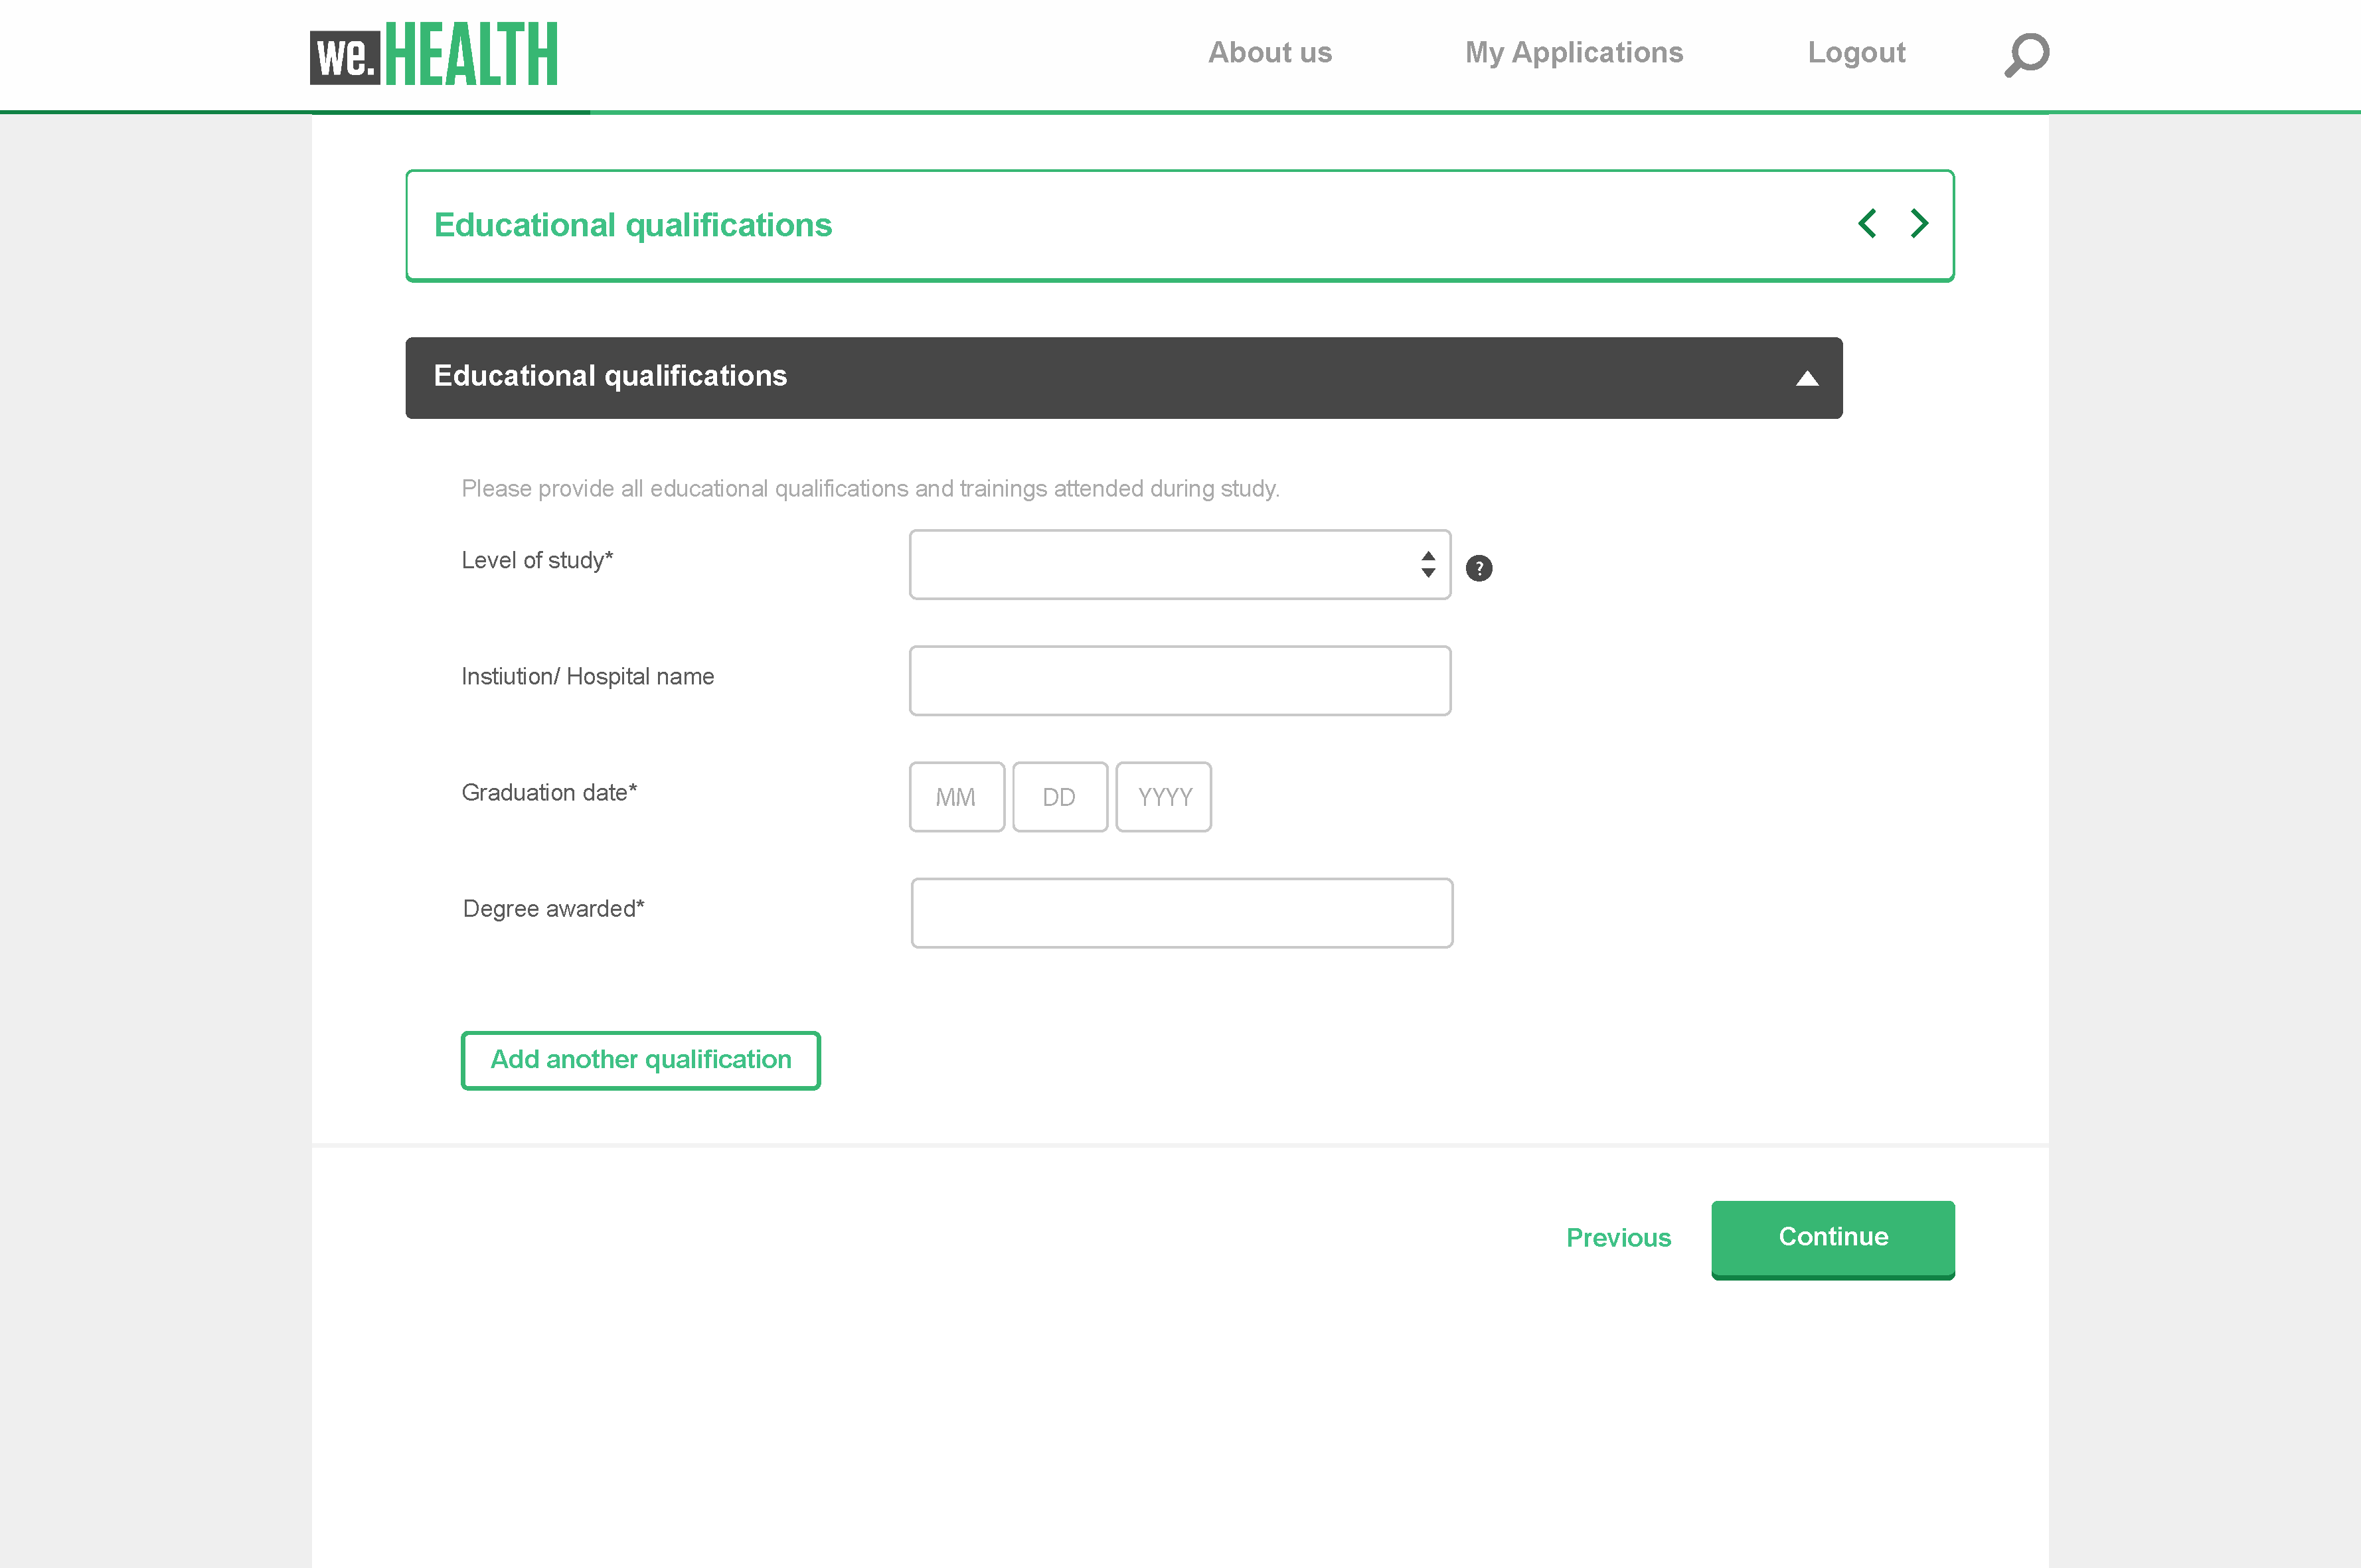 we.HEALTH
About us
My Applications
Logout
Educational qualifications
Educational qualifications
Please provide all educational qualifications and trainings attended during study.
Level of study*
?
Instiution/ Hospital name
Graduation date*
MM DD YYYY
Degree awarded*
Add another qualification
Previous
Continue